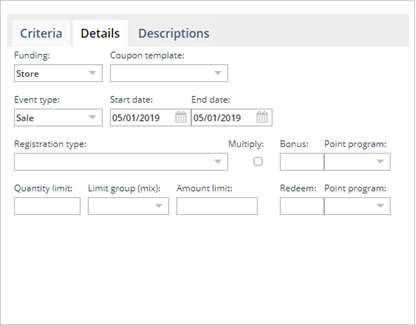 Criteria Details Descriptions
Funding: Coupon template:
Store
Event type: Start date: End date:
Sale 05/01/2019 05/01/2019
Registration type: Multiply: Bonus: Point program:
Quantity limit: Limit group (mix): Amount limit: Redeem: Point program: